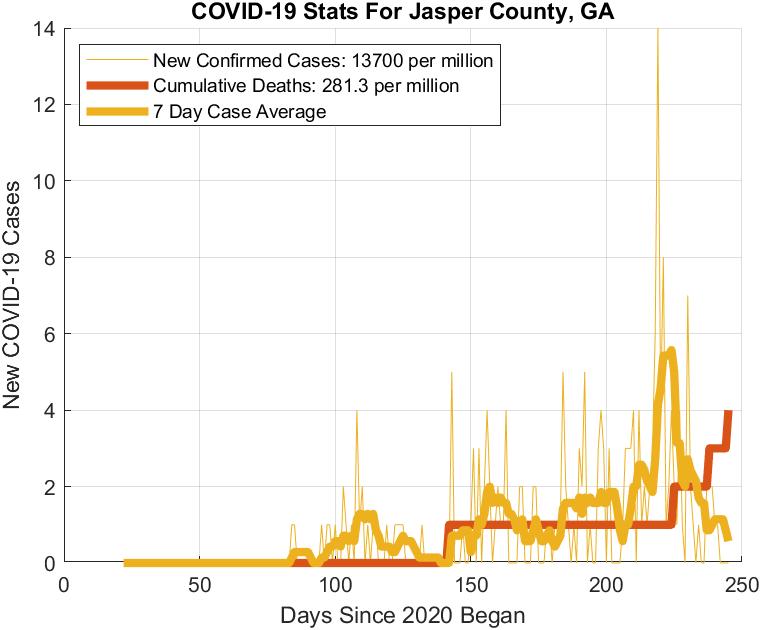 COVID-19 Stats For Jasper County, GA
New Confirmed Cases: 13700 per million
Cumulative Deaths: 281.3 per million
7 Day Case Average
14
12
10
8
6
4
2
0
New COVID-19 Cases
0 50 100 150 200 250
Days Since 2020 Began